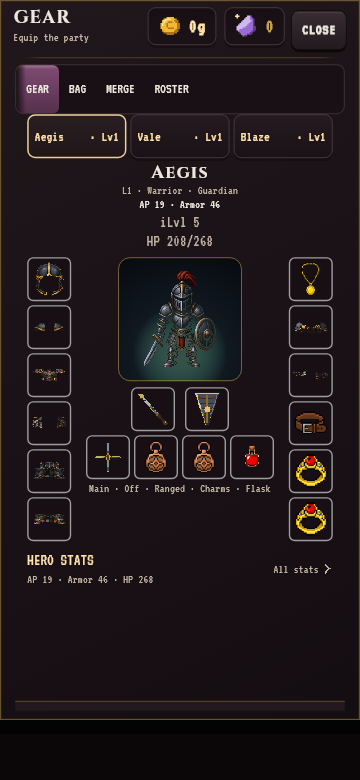 GEAR
Equip the party
0g
0
CLOSE
GEAR
BAG
MERGE
ROSTER
Aegis · Lv1
Vale · Lv1
Blaze · Lv1
AEGIS
L1 · Warrior · Guardian
AP 19 · Armor 46
iLvl 5
HP 208/268
Main · Off · Ranged · Charms · Flask
HERO STATS
AP 19 · Armor 46 · HP 268
All stats